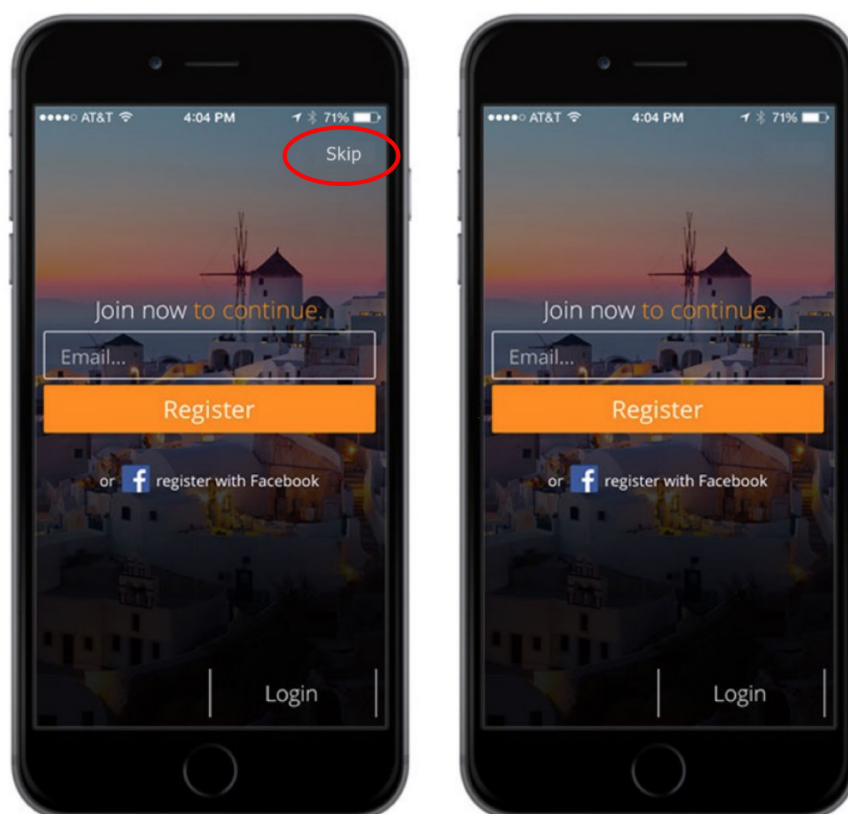 AT&T 4:04 PM 71%
Skip
Join now to continue.
Email...
Register
or f register with Facebook
Login
AT&T 4:04 PM 71%
Join now to continue.
Email...
Register
or f register with Facebook
Login